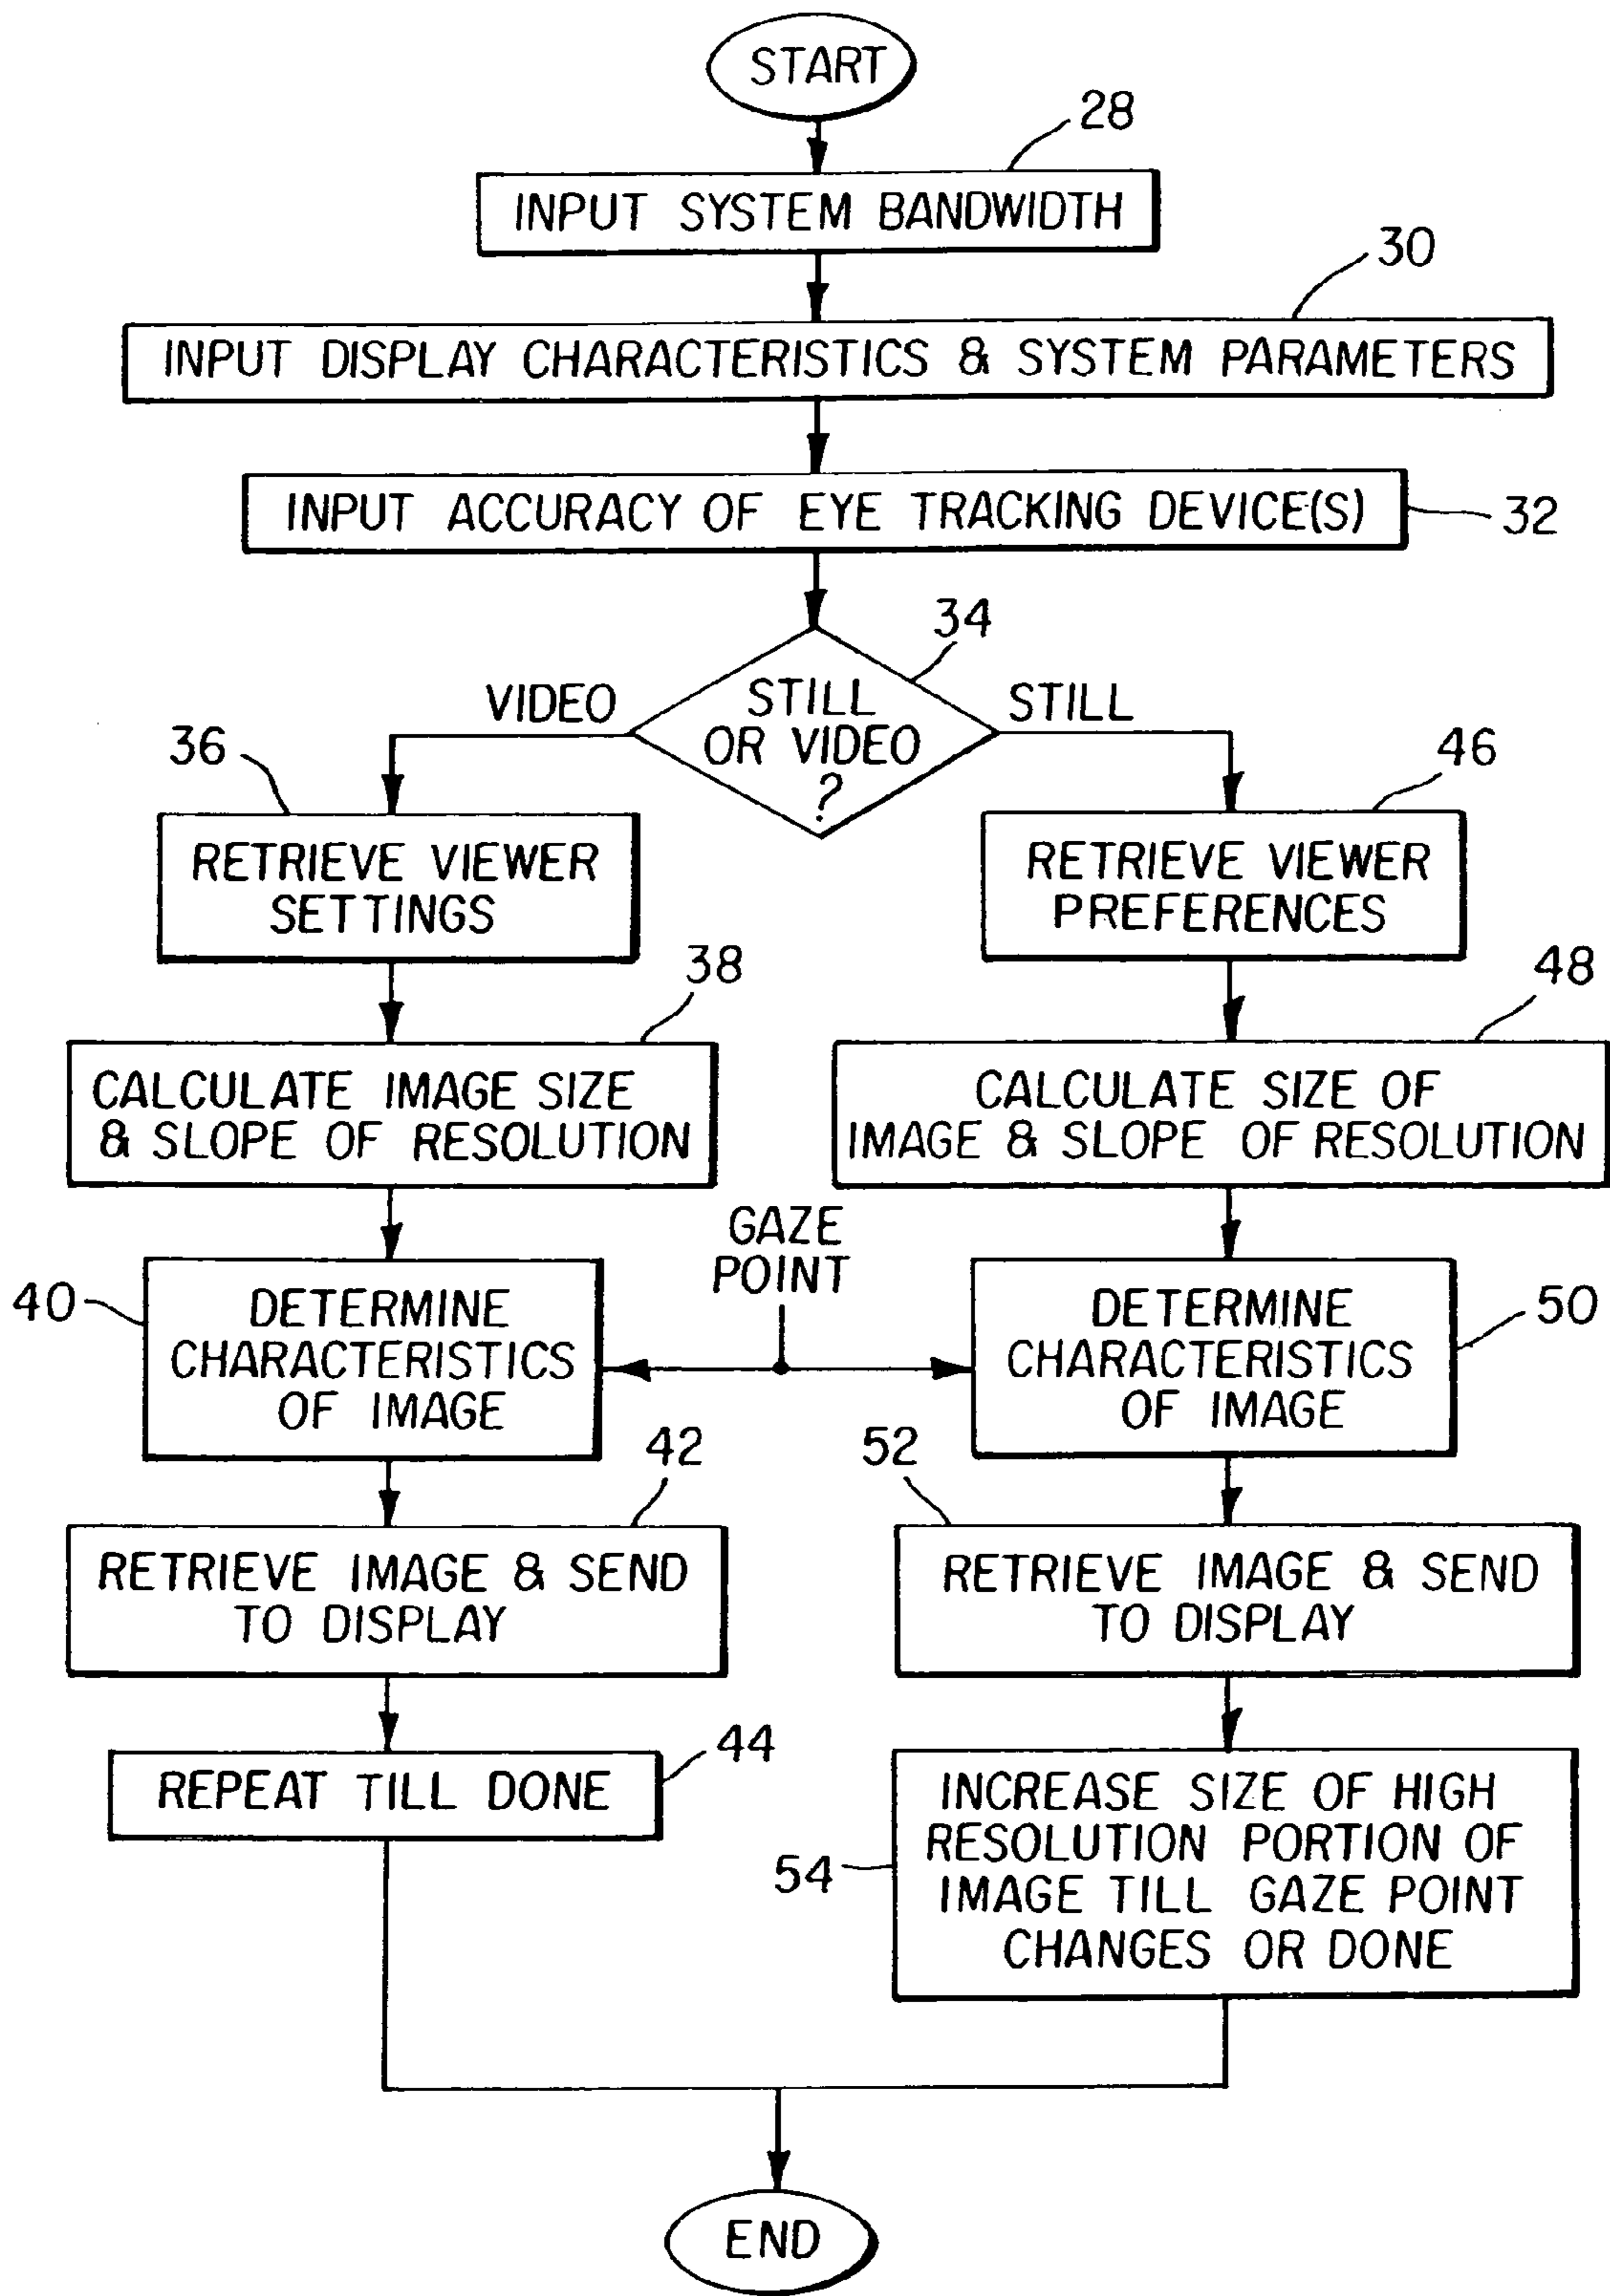 START
28
INPUT SYSTEM BANDWIDTH
30
INPUT DISPLAY CHARACTERISTICS & SYSTEM PARAMETERS
INPUT ACCURACY OF EYE TRACKING DEVICE(S)
32
34
VIDEO
STILL
OR VIDEO
?
STILL
36
RETRIEVE VIEWER
SETTINGS
46
RETRIEVE VIEWER
PREFERENCES
38
CALCULATE IMAGE SIZE
& SLOPE OF RESOLUTION
48
CALCULATE SIZE OF
IMAGE & SLOPE OF RESOLUTION
GAZE
POINT
40
DETERMINE
CHARACTERISTICS
OF IMAGE
DETERMINE
CHARACTERISTICS
OF IMAGE
50
42
RETRIEVE IMAGE & SEND
TO DISPLAY
52
RETRIEVE IMAGE & SEND
TO DISPLAY
44
REPEAT TILL DONE
54
INCREASE SIZE OF HIGH
RESOLUTION PORTION OF
IMAGE TILL GAZE POINT
CHANGES OR DONE
END